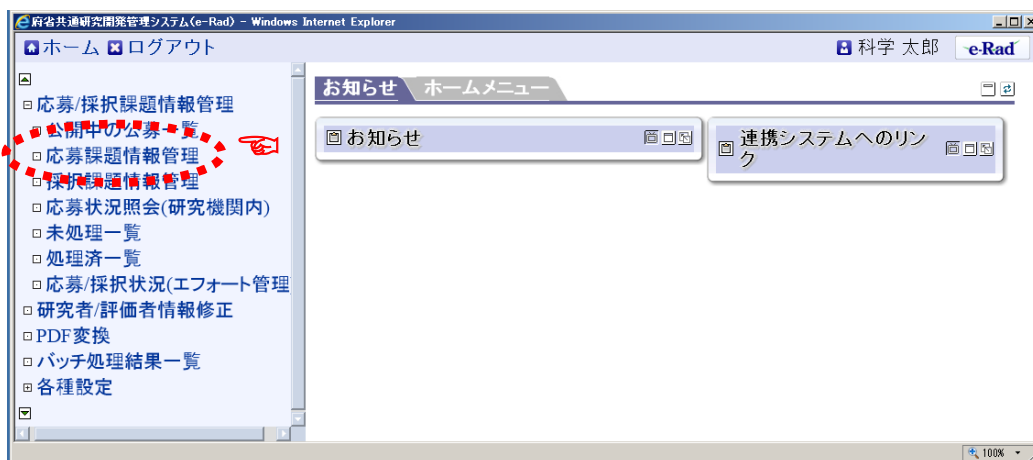 府省共通研究開発管理システム(e-Rad) - Windows Internet Explorer
ホーム ログアウト
科学 太郎 e-Rad
応募/採択課題情報管理
公開中の公募一覧
応募課題情報管理
採択課題情報管理
応募状況照会(研究機関内)
未処理一覧
処理済一覧
応募/採択状況(エフォート管理
研究者/評価者情報修正
PDF変換
バッチ処理結果一覧
各種設定
お知らせ ホームメニュー
お知らせ
連携システムへのリン
ク
100%